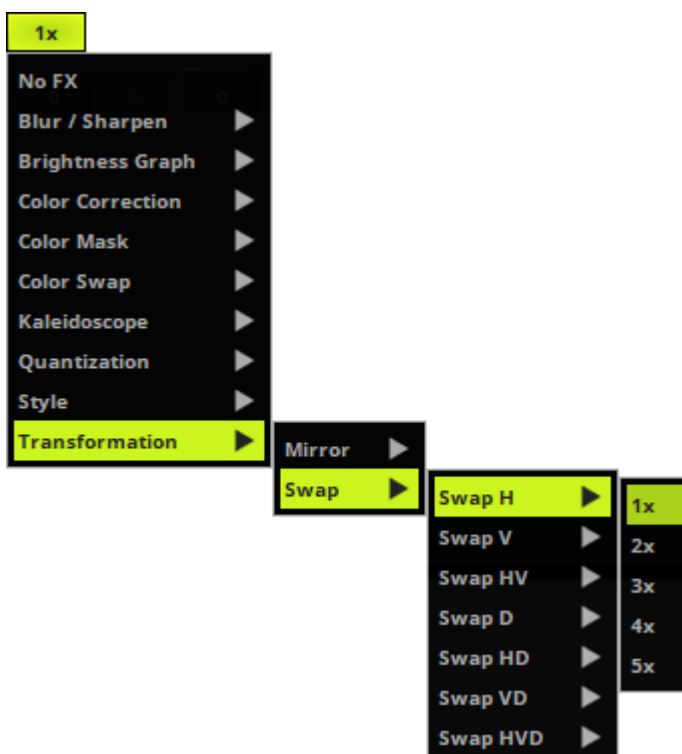 1x
No FX
Blur / Sharpen
Brightness Graph
Color Correction
Color Mask
Color Swap
Kaleidoscope
Quantization
Style
Transformation
Mirror
Swap
Swap H
Swap V
Swap HV
Swap D
Swap HD
Swap VD
Swap HVD
1x
2x
3x
4x
5x